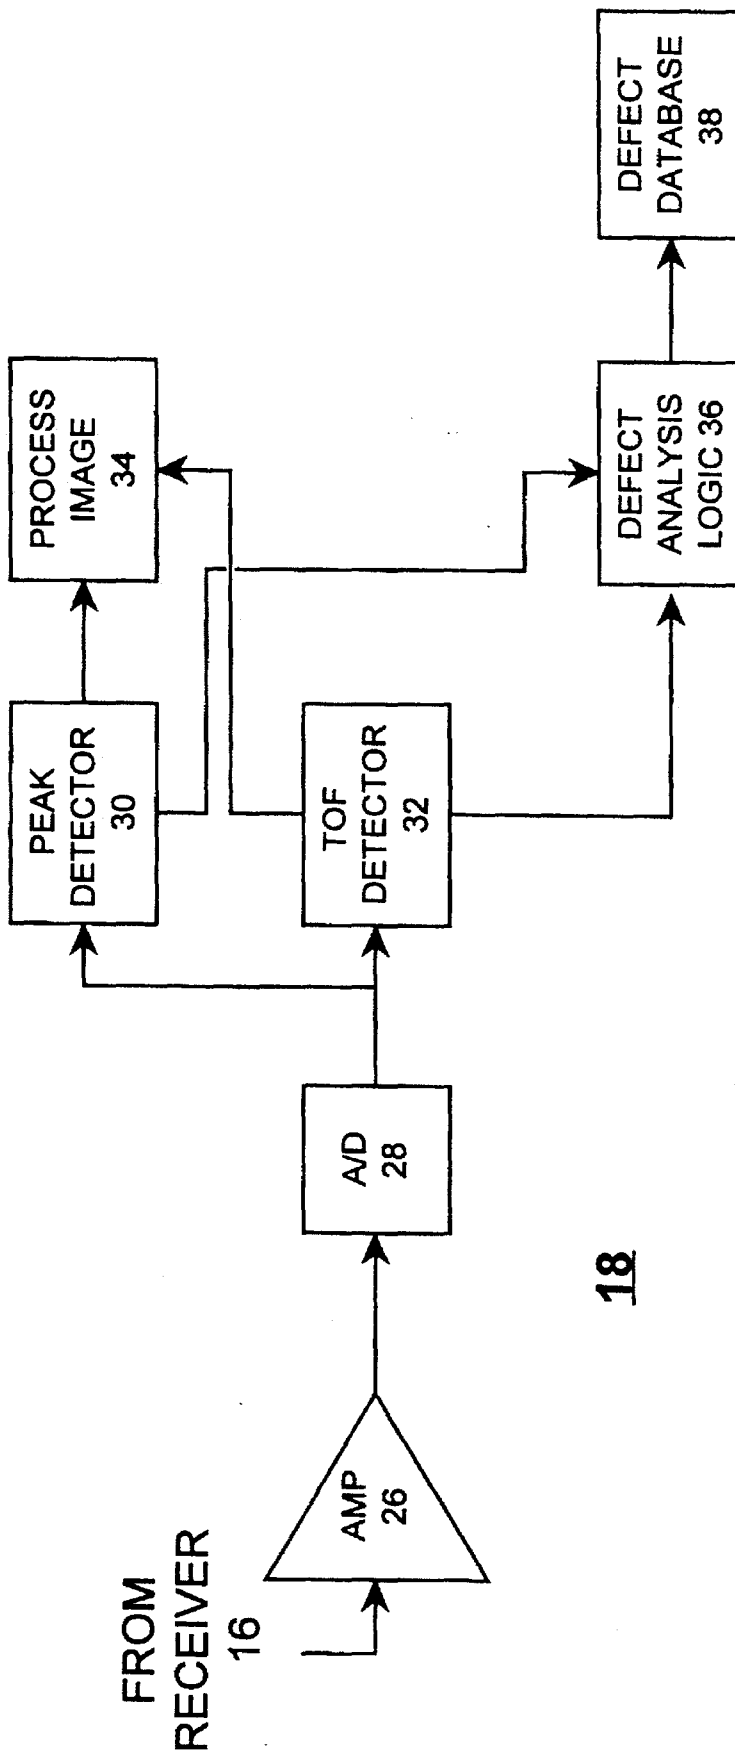 FROM
RECEIVER
16
AMP
26
A/D
28
PEAK
DETECTOR
30
TOF
DETECTOR
32
PROCESS
IMAGE
34
DEFECT
ANALYSIS
LOGIC 36
DEFECT
DATABASE
38
18